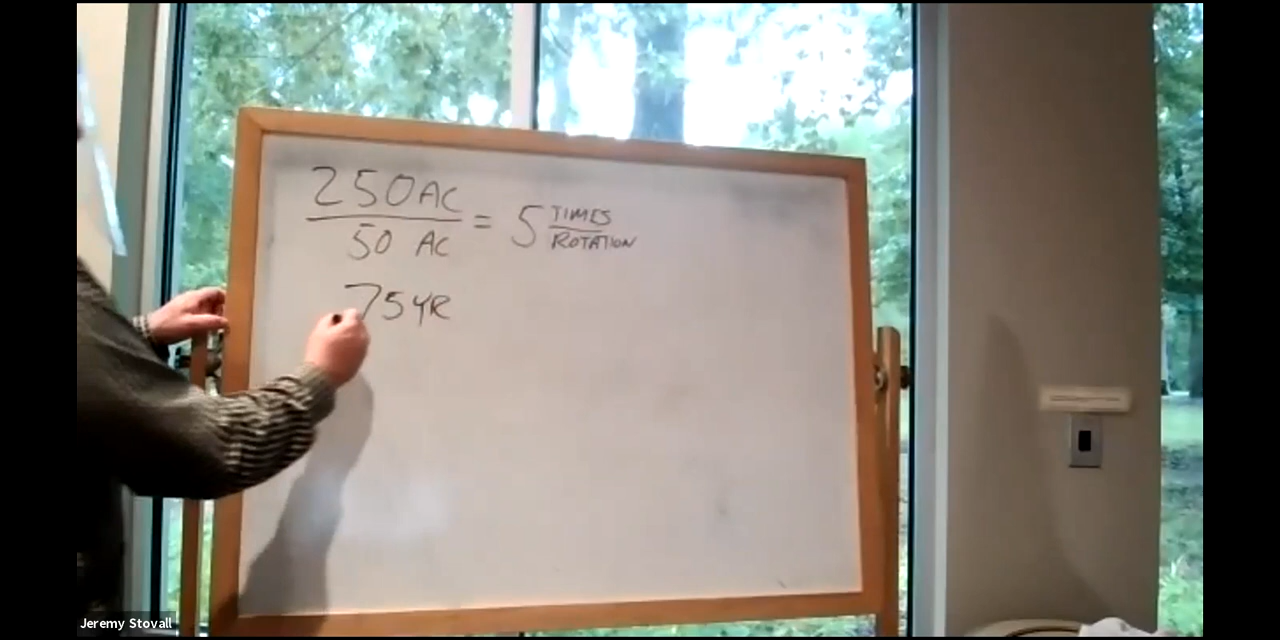 250 AC
50 AC
= 5 TIMES
ROTATION
75 YR
Jeremy Stovall